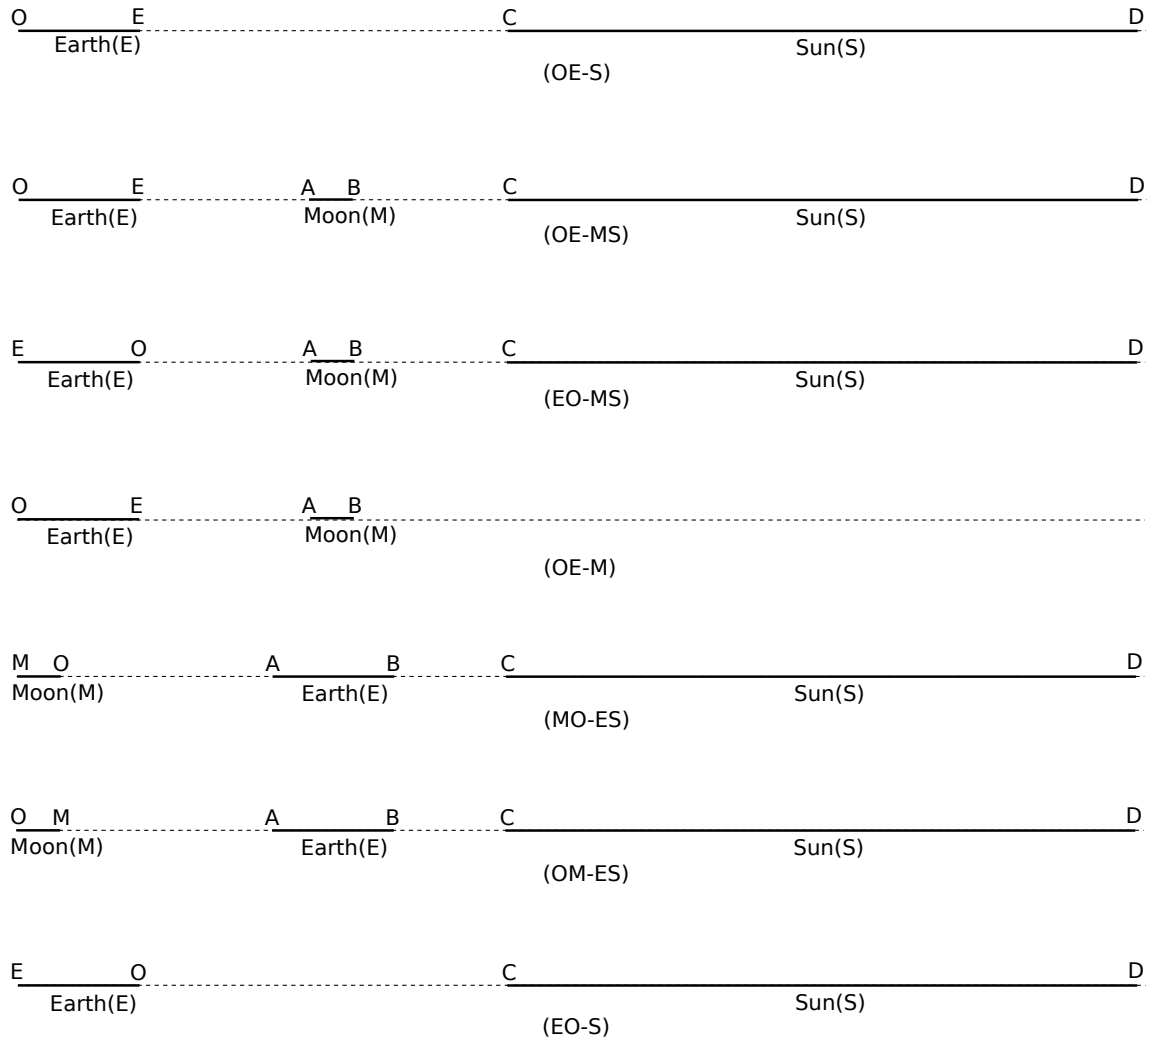 O E C D
Earth(E) Sun(S)
(OE-S)
O E A B C D
Earth(E) Moon(M) Sun(S)
(OE-MS)
E O A B C D
Earth(E) Moon(M) Sun(S)
(EO-MS)
O E A B
Earth(E) Moon(M)
(OE-M)
M O A B C D
Moon(M) Earth(E) Sun(S)
(MO-ES)
O M A B C D
Moon(M) Earth(E) Sun(S)
(OM-ES)
E O C D
Earth(E) Sun(S)
(EO-S)